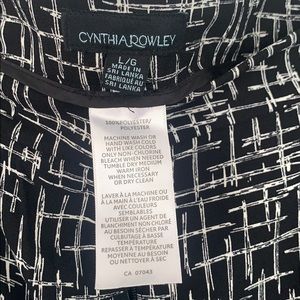 CYNTHIA ROWLEY
L/G
MADE IN
SRI LANKA
FABRIQUÉ AU
SRI LANKA
100% POLYESTER/
POLYESTER
MACHINE WASH OR
HAND WASH COLD
WITH LIKE COLORS
ONLY NON-CHLORINE
BLEACH WHEN NEEDED
TUMBLE DRY MEDIUM
WARM IRON
WHEN NECESSARY
OR DRY CLEAN
LAVER À LA MACHINE OU
À LA MAIN À L'EAU FROIDE
AVEC COULEURS
SEMBLABLES
UTILISER UN AGENT DE
BLANCHIMENT NON CHLORÉ
AU BESOIN SÉCHER PAR
CULBUTAGE À BASSE
TEMPÉRATURE
REPASSER À TEMPÉRATURE
MOYENNE AU BESOIN
OU NETTOYER À SEC
CA 07043